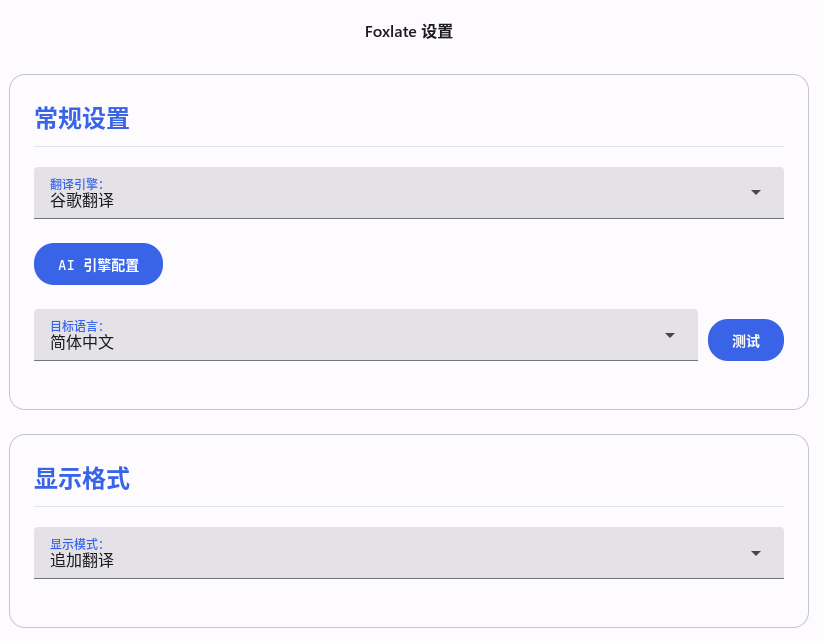 Foxlate 设置
常规设置
翻译引擎:
谷歌翻译
AI 引擎配置
目标语言:
简体中文
测试
显示格式
显示模式:
追加翻译